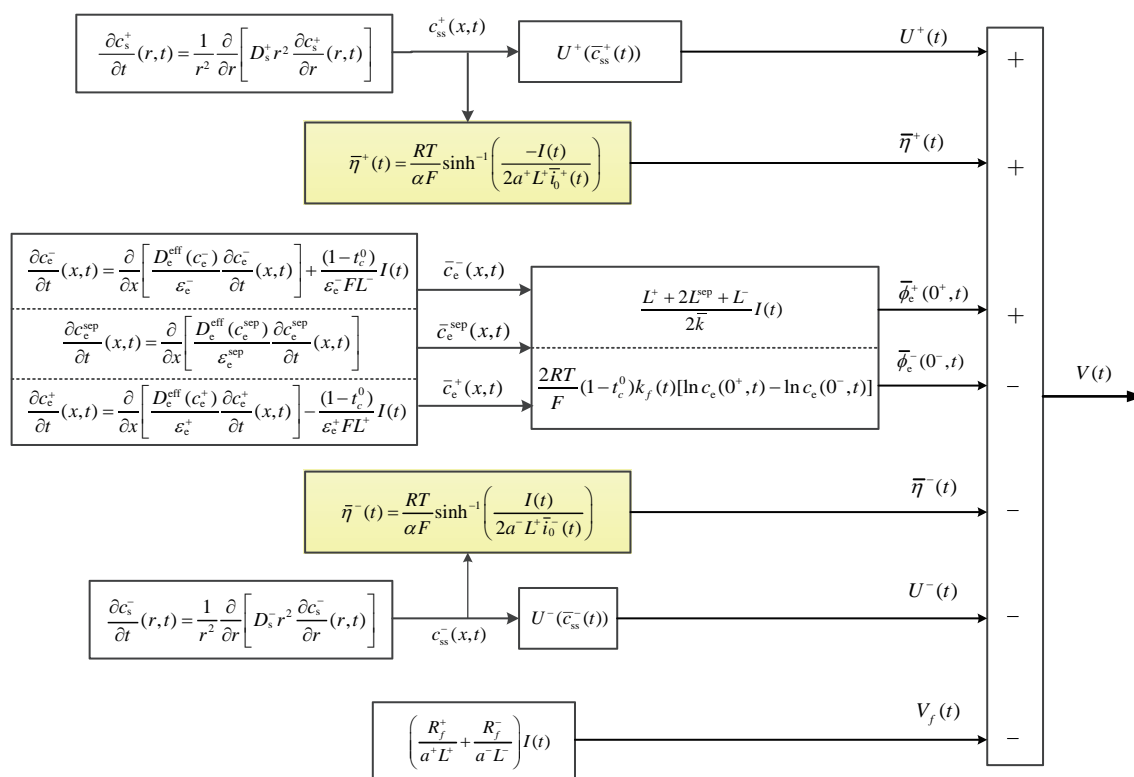 ∂c_s^+/∂t (r,t) = 1/r^2 ∂/∂r [D_s^+ r^2 ∂c_s^+/∂r (r,t)]
c_ss^+(x,t)
U^+(c̅_ss^+(t))
U^+(t)
+
η̅^+(t) = RT/αF sinh^{-1}(−I(t)/2a^+L^+i̅_0^+(t))
η̅^+(t)
+
∂c_e^-/∂t (x,t) = ∂/∂x [D_e^eff(c_e^-)/ε_e^- ∂c_e^-/∂t (x,t)] + (1−t_c^0)/ε_e^-FL^- I(t)
c̅_e^-(x,t)
∂c_e^sep/∂t (x,t) = ∂/∂x [D_e^eff(c_e^sep)/ε_e^sep ∂c_e^sep/∂t (x,t)]
c̅_e^sep(x,t)
∂c_e^+/∂t (x,t) = ∂/∂x [D_e^eff(c_e^+)/ε_e^+ ∂c_e^+/∂t (x,t)] − (1−t_c^0)/ε_e^+FL^+ I(t)
c̅_e^+(x,t)
L^+ + 2L^sep + L^-/2k̅ I(t)
2RT/F (1−t_c^0)k_f(t)[ln c_e(0^+,t) − ln c_e(0^-,t)]
ϕ̅_e^+(0^+,t)
+
ϕ̅_e^-(0^-,t)
−
V(t)
η̅^-(t) = RT/αF sinh^{-1}(I(t)/2a^-L^+i̅_0^-(t))
η̅^-(t)
−
∂c_s^-/∂t (r,t) = 1/r^2 ∂/∂r [D_s^- r^2 ∂c_s^-/∂r (r,t)]
c_ss^-(x,t)
U^-(c̅_ss^-(t))
U^-(t)
−
(R_f^+/a^+L^+ + R_f^-/a^-L^-) I(t)
V_f(t)
−